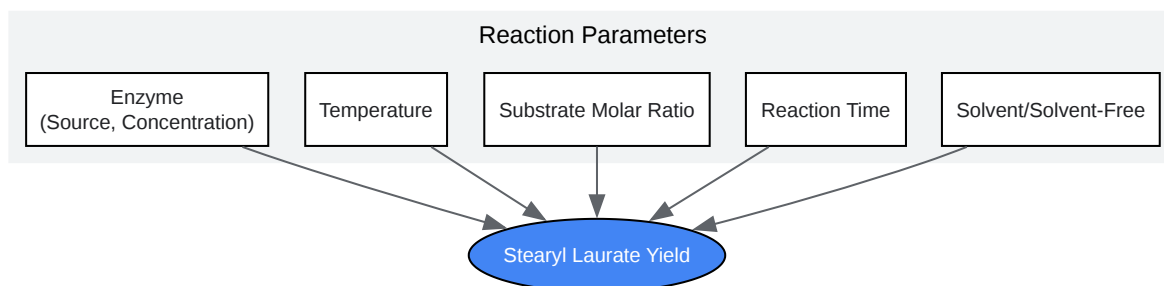 Reaction Parameters
Enzyme
(Source, Concentration)
Temperature
Substrate Molar Ratio
Reaction Time
Solvent/Solvent-Free
Stearyl Laurate Yield